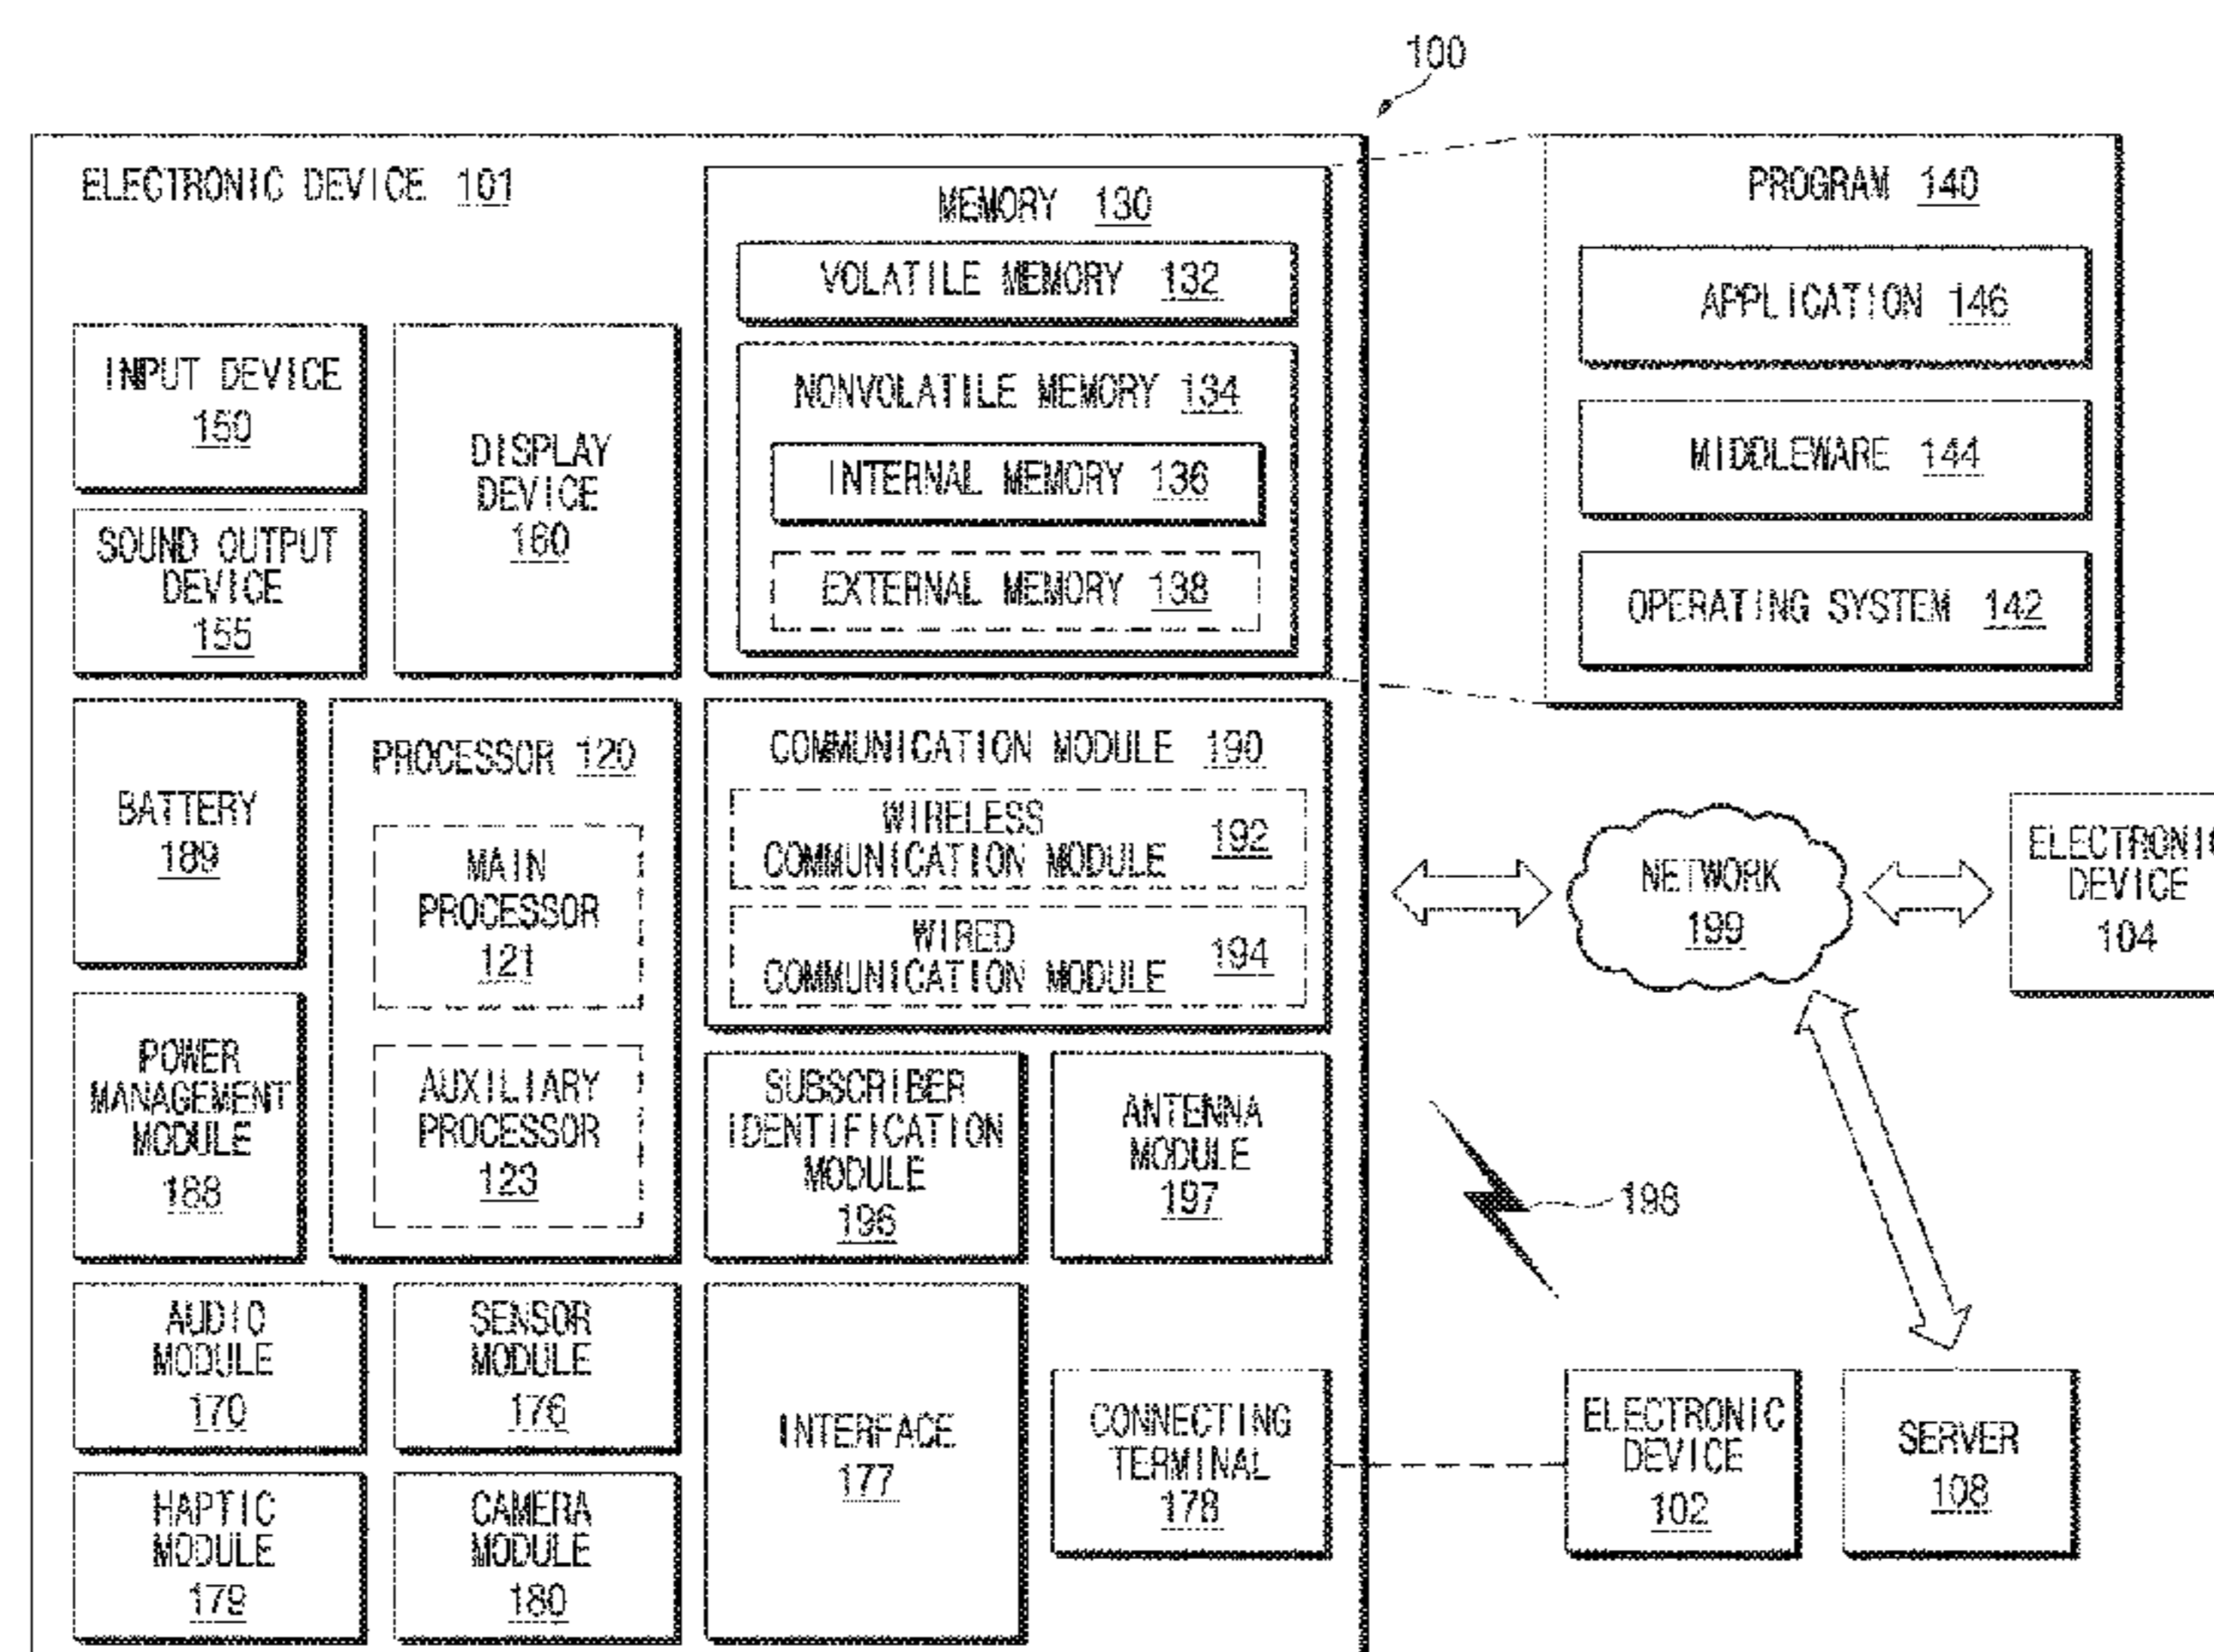 100
ELECTRONIC DEVICE 101
MEMORY 130
VOLATILE MEMORY 132
NONVOLATILE MEMORY 134
INTERNAL MEMORY 136
EXTERNAL MEMORY 138
PROGRAM 140
APPLICATION 146
MIDDLEWARE 144
OPERATING SYSTEM 142
INPUT DEVICE
150
SOUND OUTPUT
DEVICE
155
DISPLAY
DEVICE
160
BATTERY
189
POWER
MANAGEMENT
MODULE
188
PROCESSOR 120
MAIN
PROCESSOR
121
AUXILIARY
PROCESSOR
123
COMMUNICATION MODULE 190
WIRELESS
COMMUNICATION MODULE 192
WIRED
COMMUNICATION MODULE 194
SUBSCRIBER
IDENTIFICATION
MODULE
196
ANTENNA
MODULE
197
NETWORK
199
ELECTRONIC
DEVICE
104
198
AUDIO
MODULE
170
SENSOR
MODULE
176
INTERFACE
177
CONNECTING
TERMINAL
178
ELECTRONIC
DEVICE
102
SERVER
108
HAPTIC
MODULE
179
CAMERA
MODULE
180